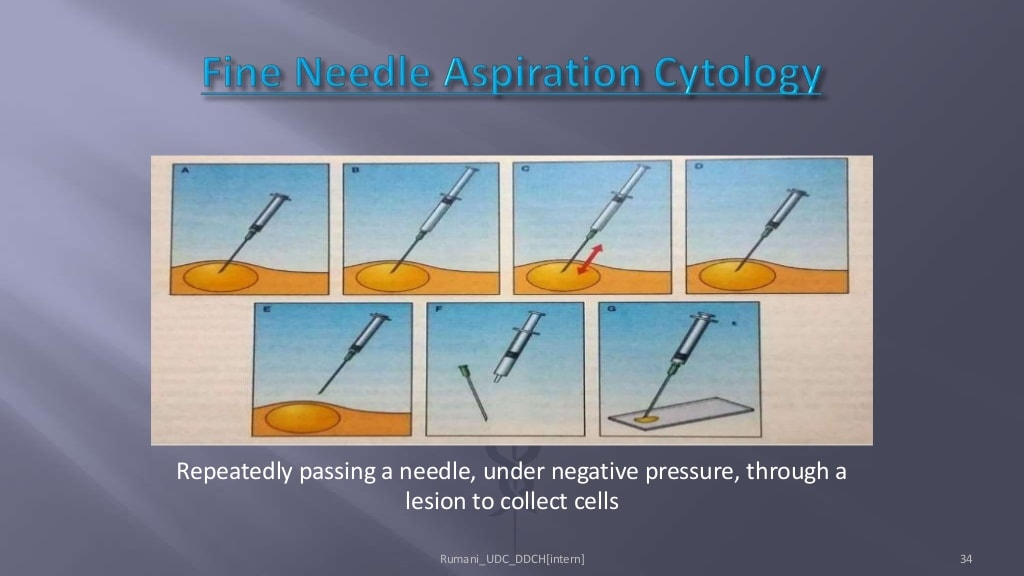 Fine Needle Aspiration Cytology
A
B
C
D
E
F
G
Repeatedly passing a needle, under negative pressure, through a
lesion to collect cells
Rumani_UDC_DDCH[intern]
34